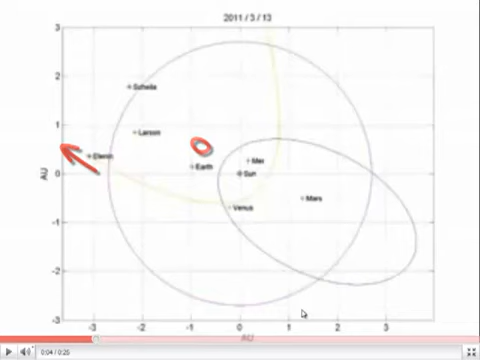 2011 / 3 / 13
3
2
1
0
-1
-2
-3
AU
Scheila
Larson
Elenin
Earth
Mer
Sun
Venus
Mars
-3 -2 -1 0 1 2 3
AU
0:04 / 0:25